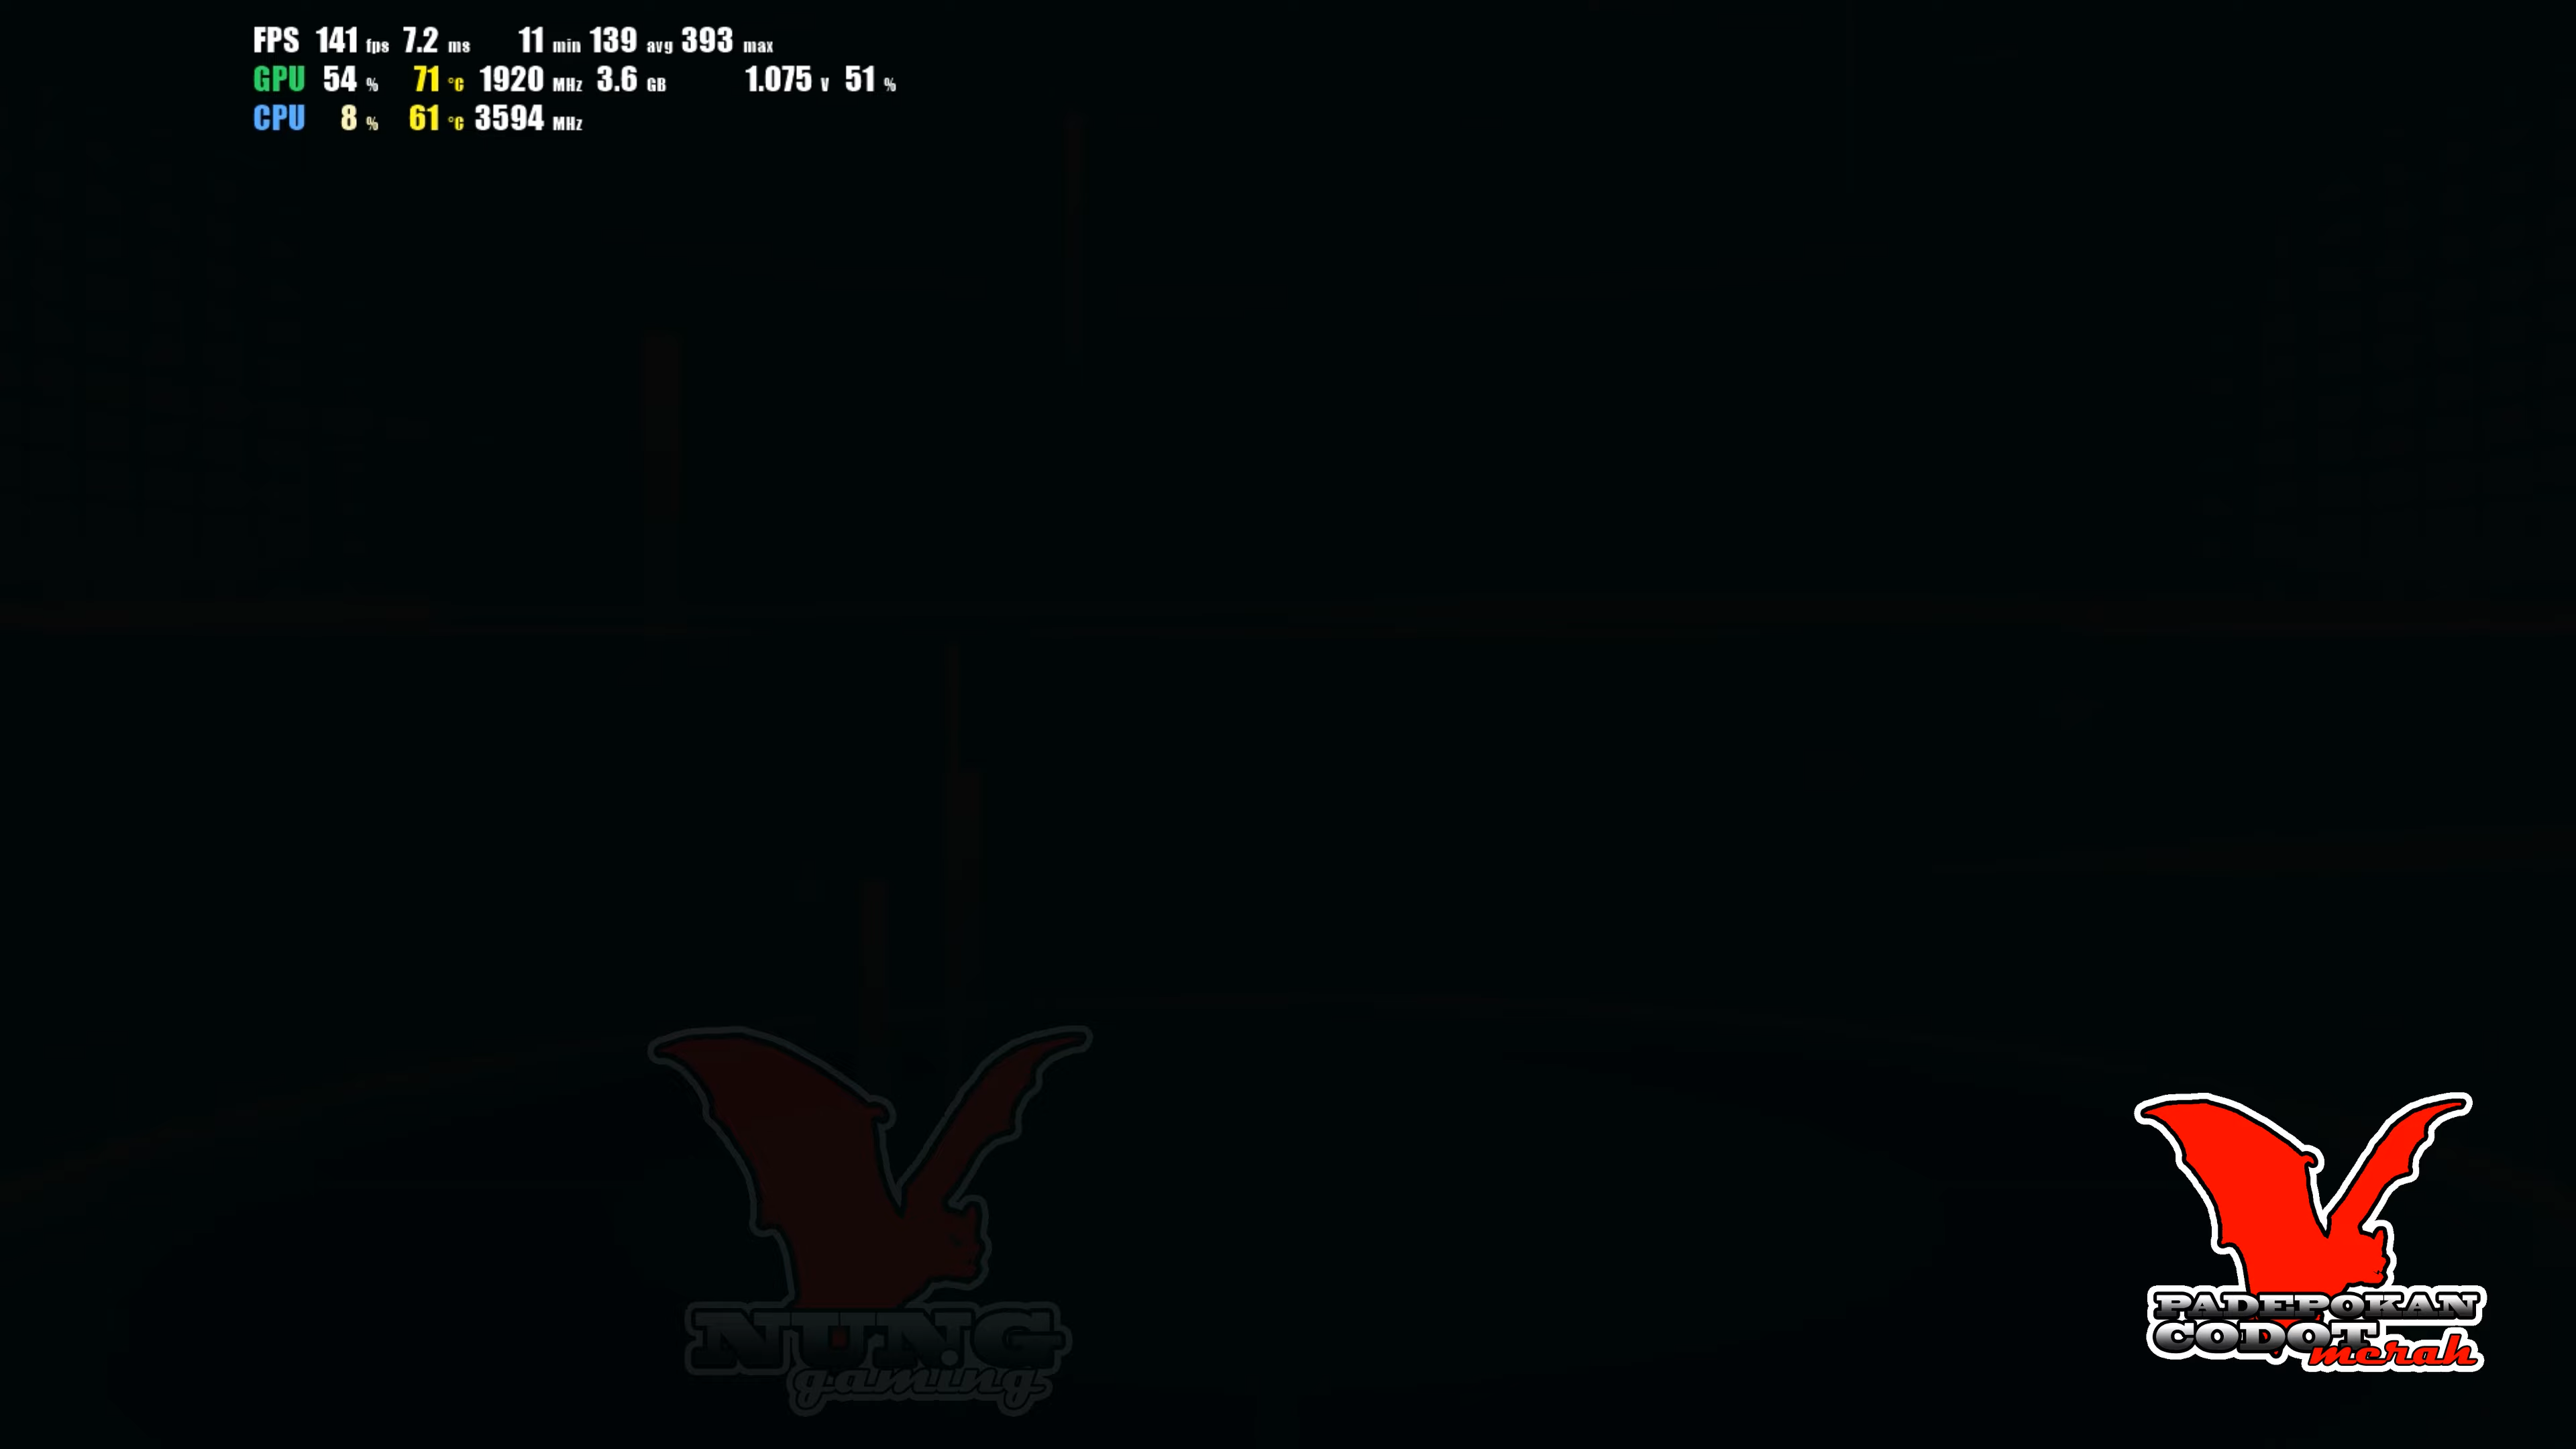 FPS 141 fps 7.2 ms 11 min 139 avg 393 max
GPU 54 % 71 °C 1920 MHz 3.6 GB 1.075 V 51 %
CPU 8 % 61 °C 3594 MHz
NUNG
gaming
PADEPOKAN
CODOT
merah